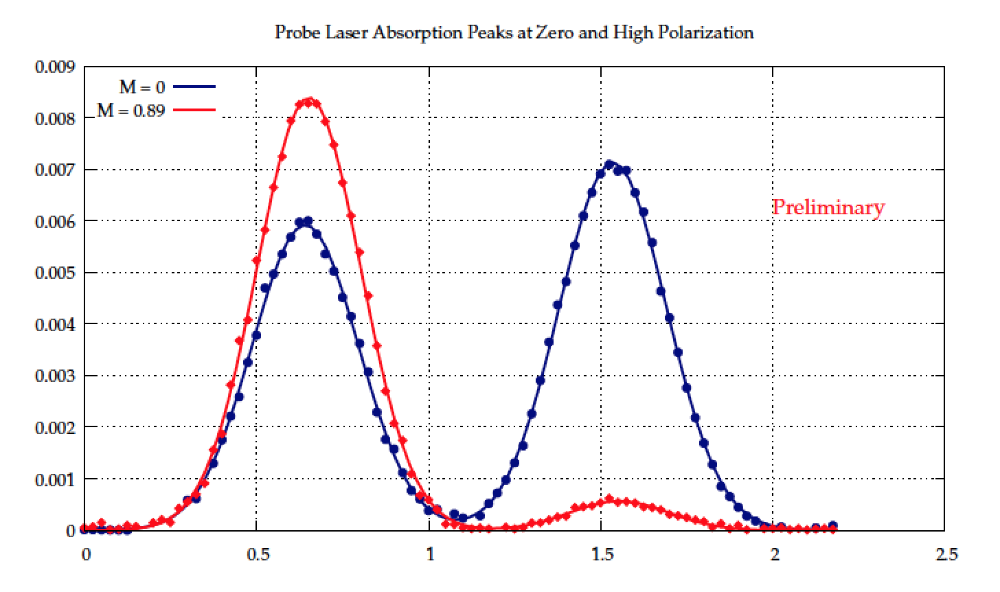 Probe Laser Absorption Peaks at Zero and High Polarization
0.009
M = 0
M = 0.89
0.008
0.007
Preliminary
0.006
0.005
0.004
0.003
0.002
0.001
0
0 0.5 1 1.5 2 2.5